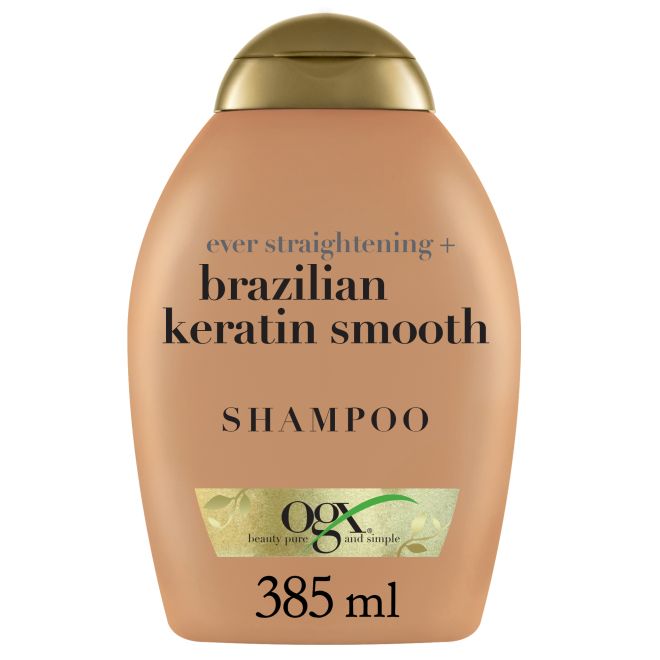 ever straightening +
brazilian
keratin smooth
SHAMPOO
ogx®
beauty pure and simple
385 ml